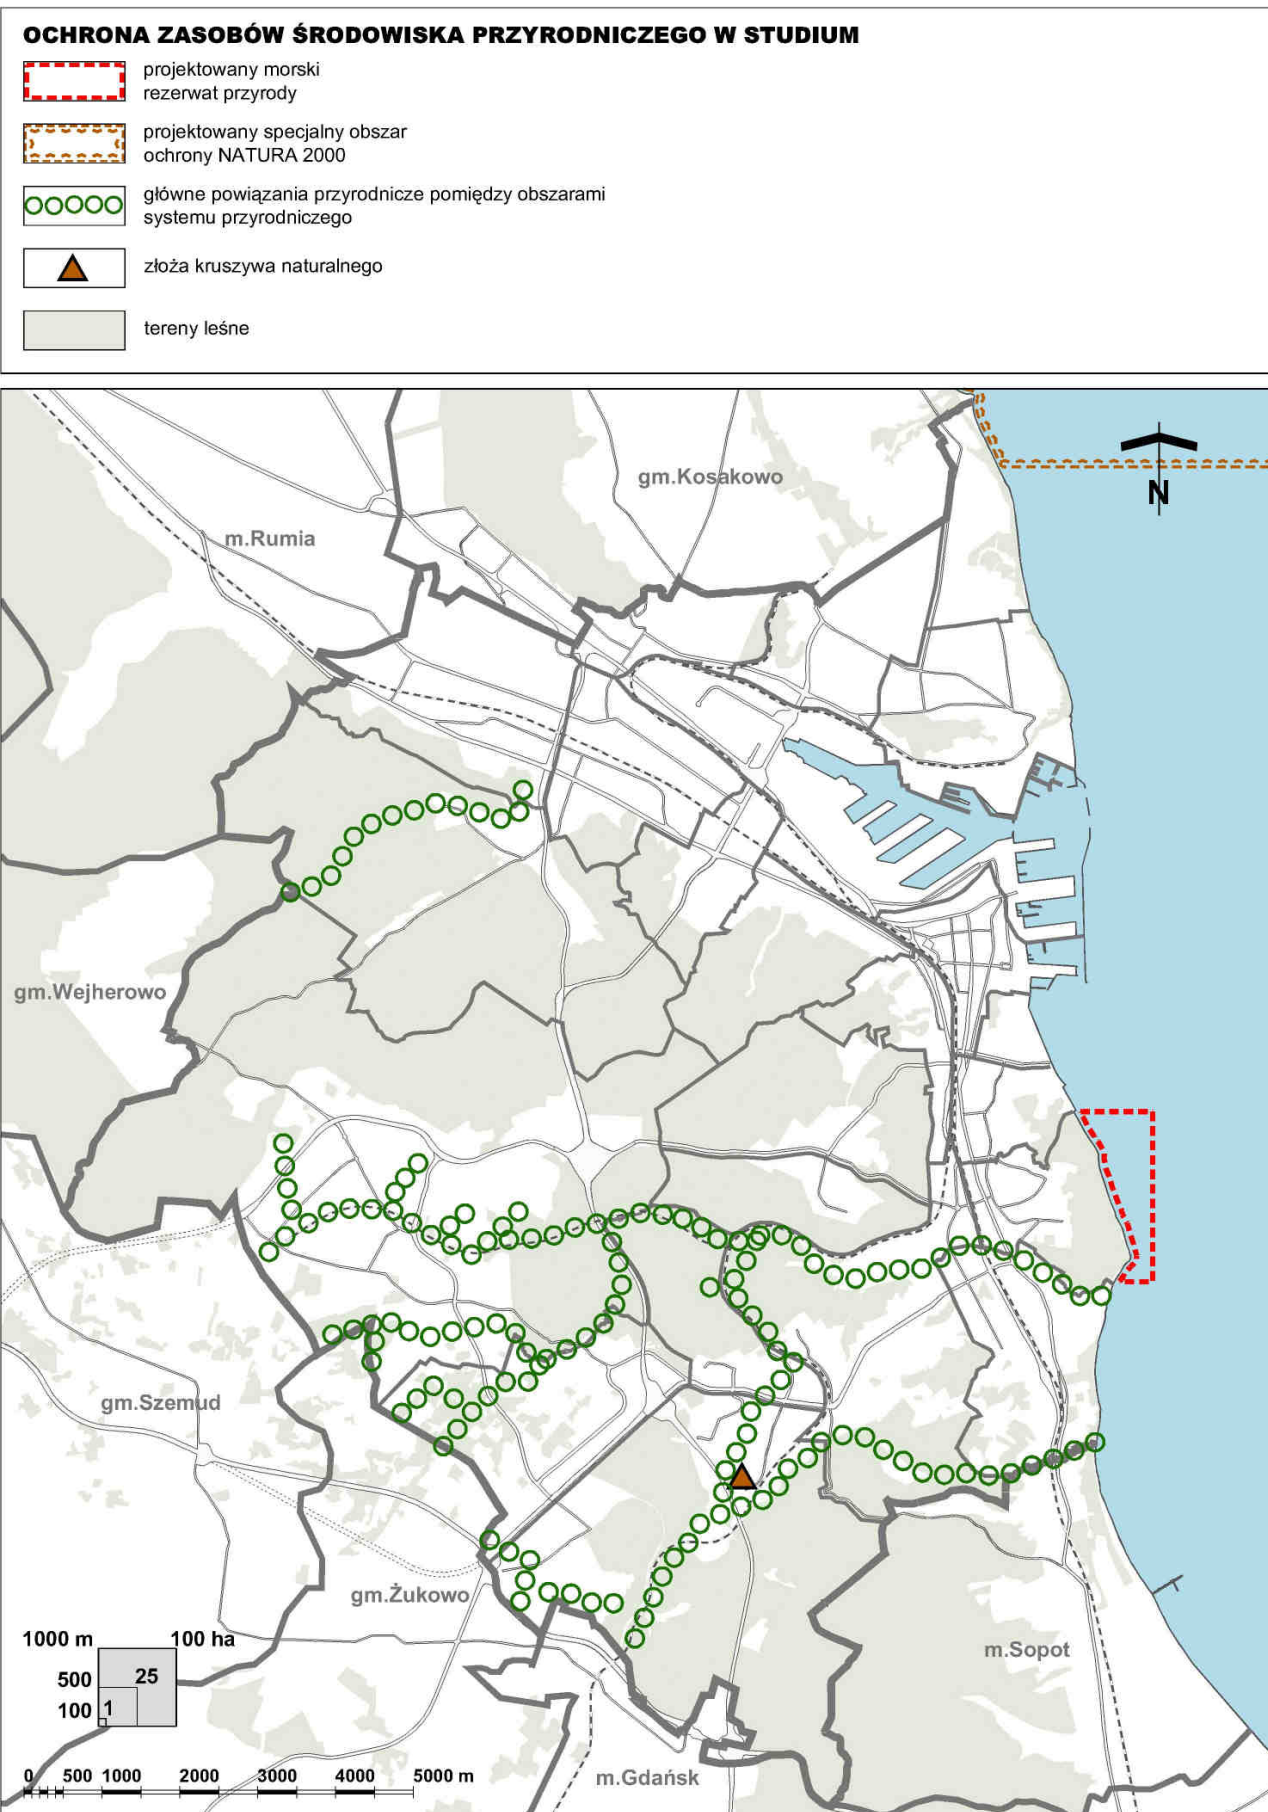 OCHRONA ZASOBÓW ŚRODOWISKA PRZYRODNICZEGO W STUDIUM
projektowany morski
rezerwat przyrody
projektowany specjalny obszar
ochrony NATURA 2000
główne powiązania przyrodnicze pomiędzy obszarami
systemu przyrodniczego
złoża kruszywa naturalnego
tereny leśne
gm.Kosakowo
N
m.Rumia
gm.Wejherowo
gm.Szemud
gm.Żukowo
1000 m 100 ha
500 25
100 1
m.Sopot
m.Gdańsk
0 500 1000 2000 3000 4000 5000 m